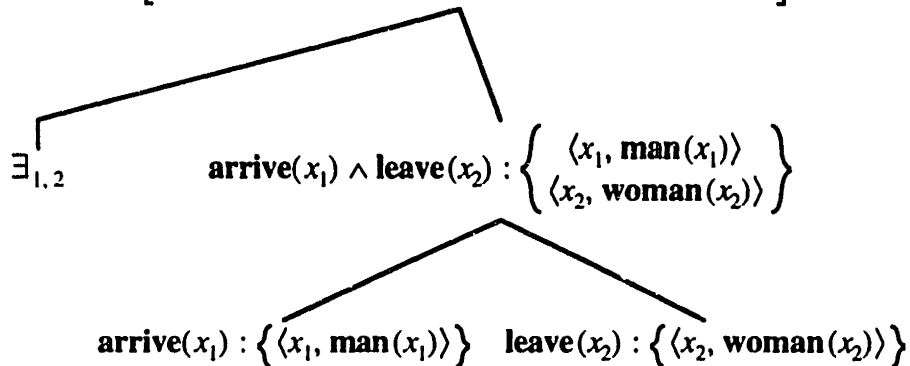 [ ]
∃₁,₂ arrive(x₁) ∧ leave(x₂) : { ⟨x₁, man(x₁)⟩
⟨x₂, woman(x₂)⟩ }
arrive(x₁) : {⟨x₁, man(x₁)⟩} leave(x₂) : {⟨x₂, woman(x₂)⟩}